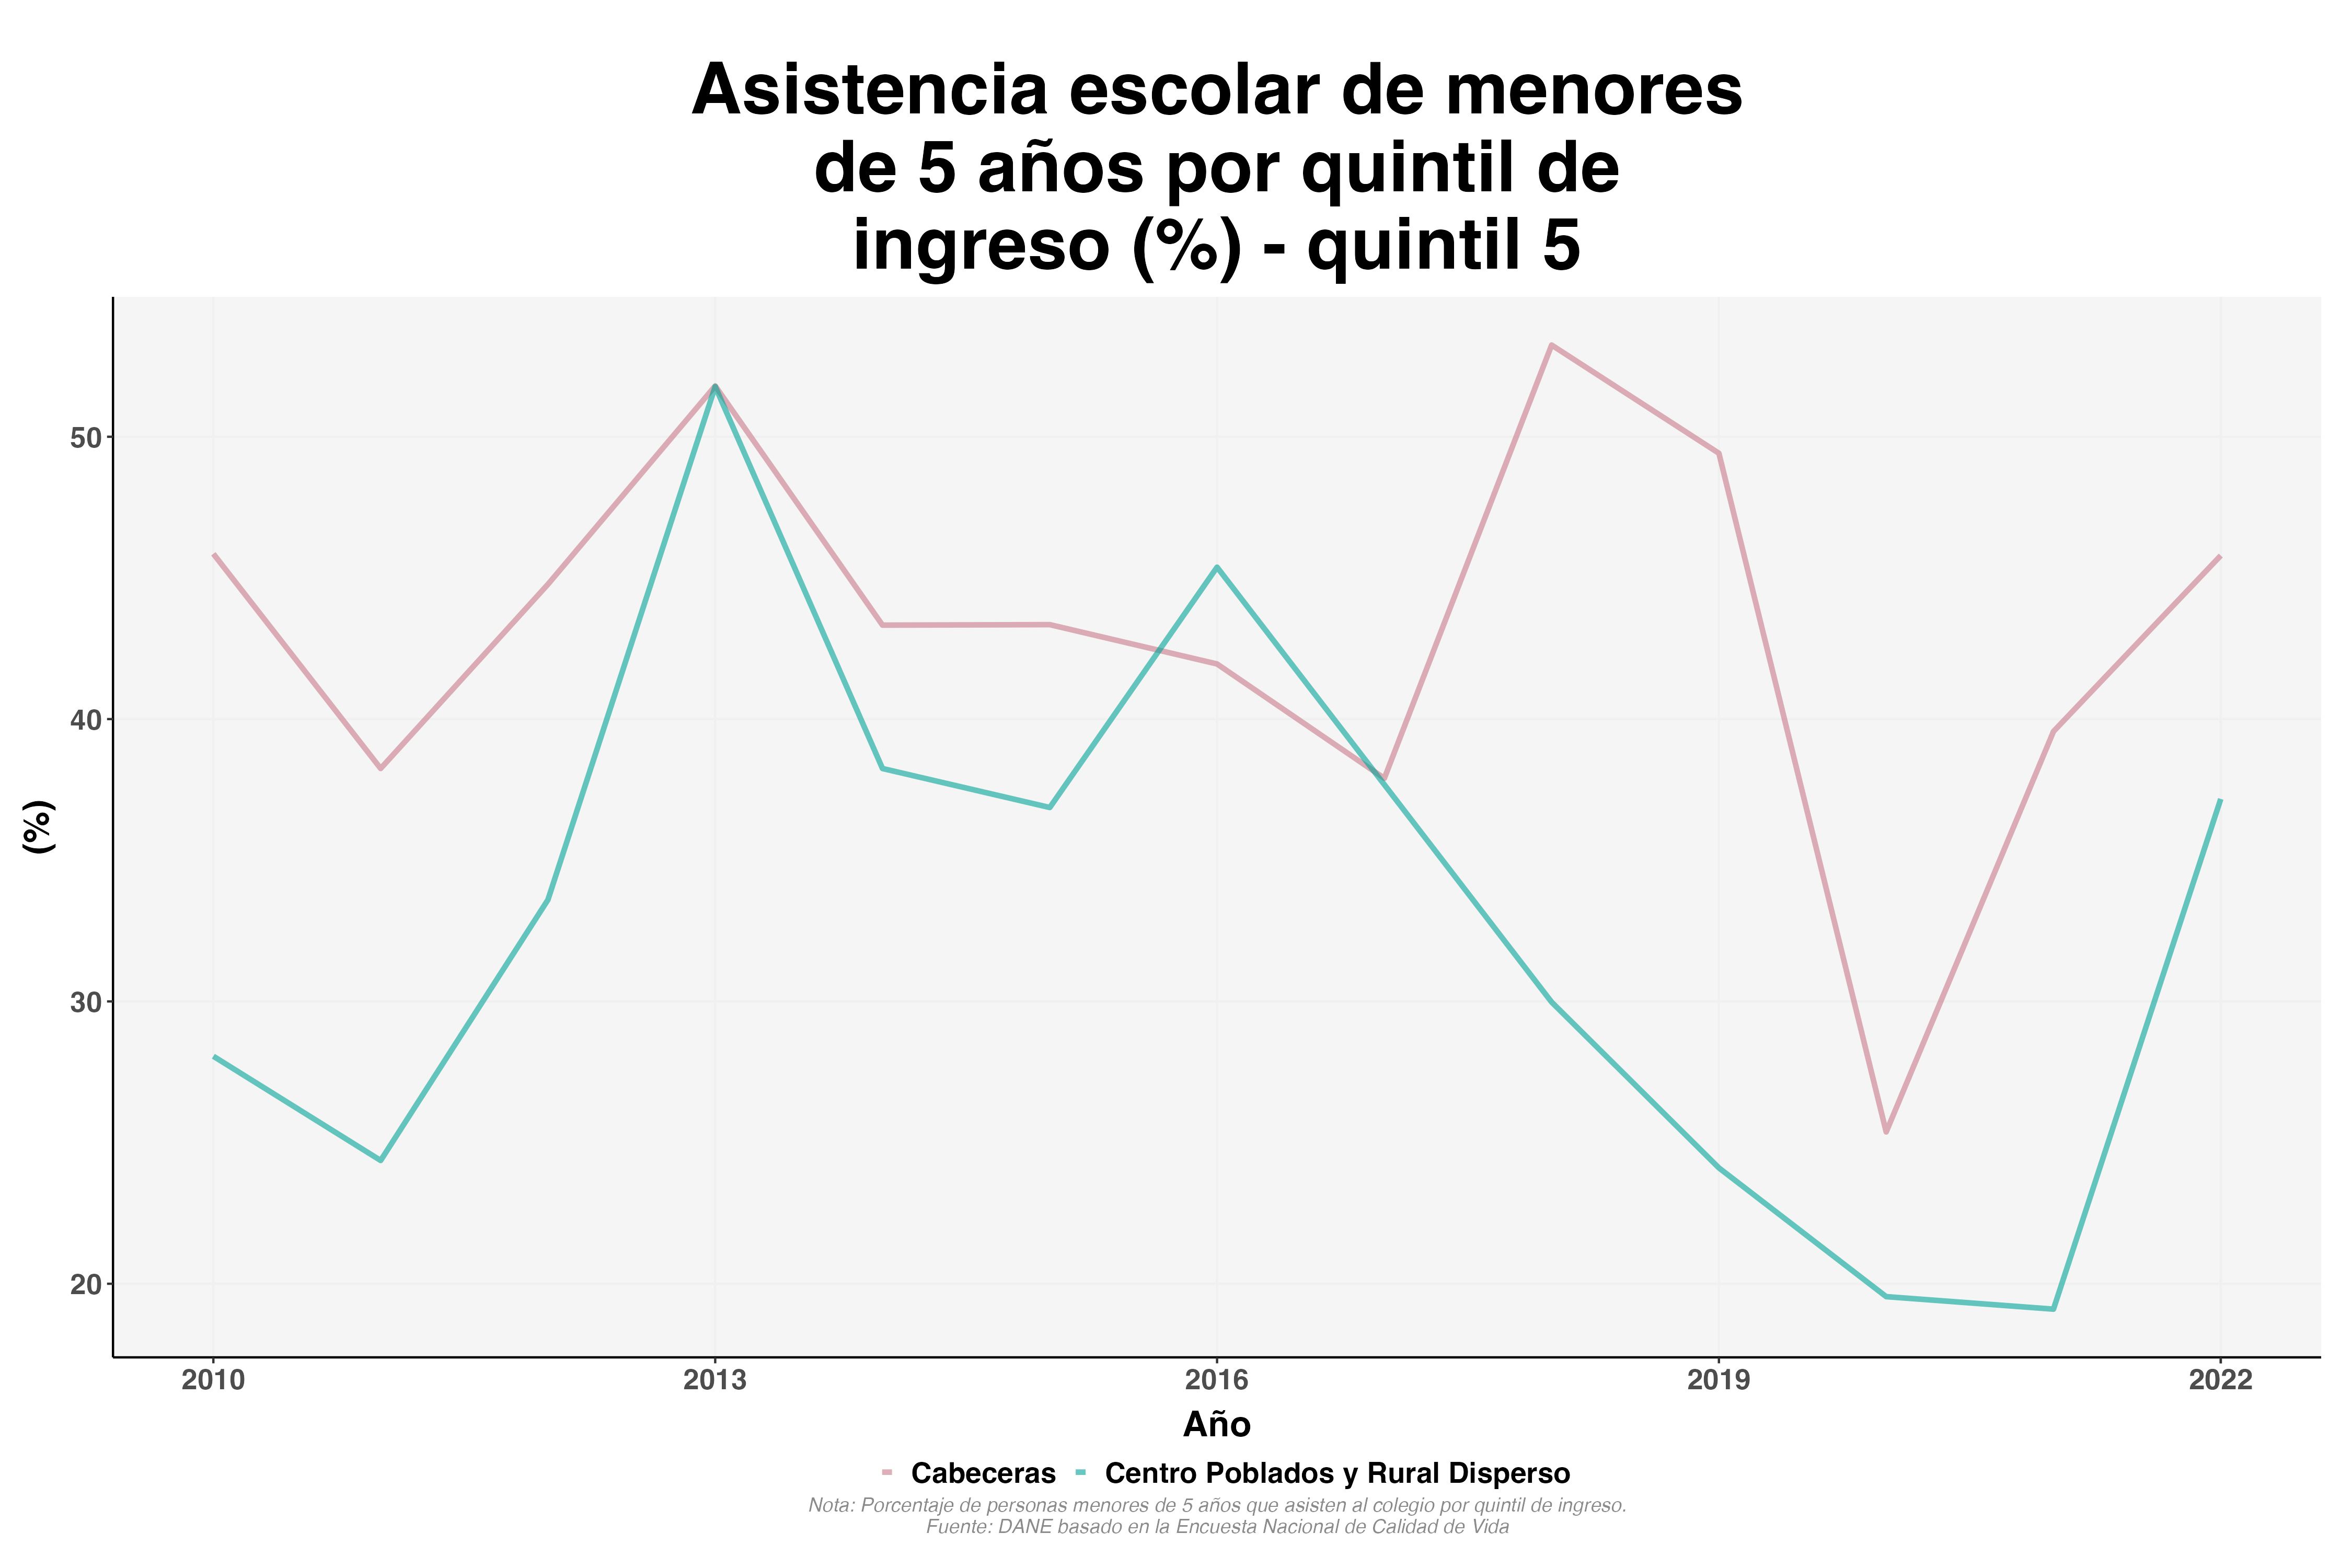 Asistencia escolar de menores
de 5 años por quintil de
ingreso (%) - quintil 5
(%)
50
40
30
20
2010 2013 2016 2019 2022
Año
Cabeceras Centro Poblados y Rural Disperso
Nota: Porcentaje de personas menores de 5 años que asisten al colegio por quintil de ingreso.
Fuente: DANE basado en la Encuesta Nacional de Calidad de Vida